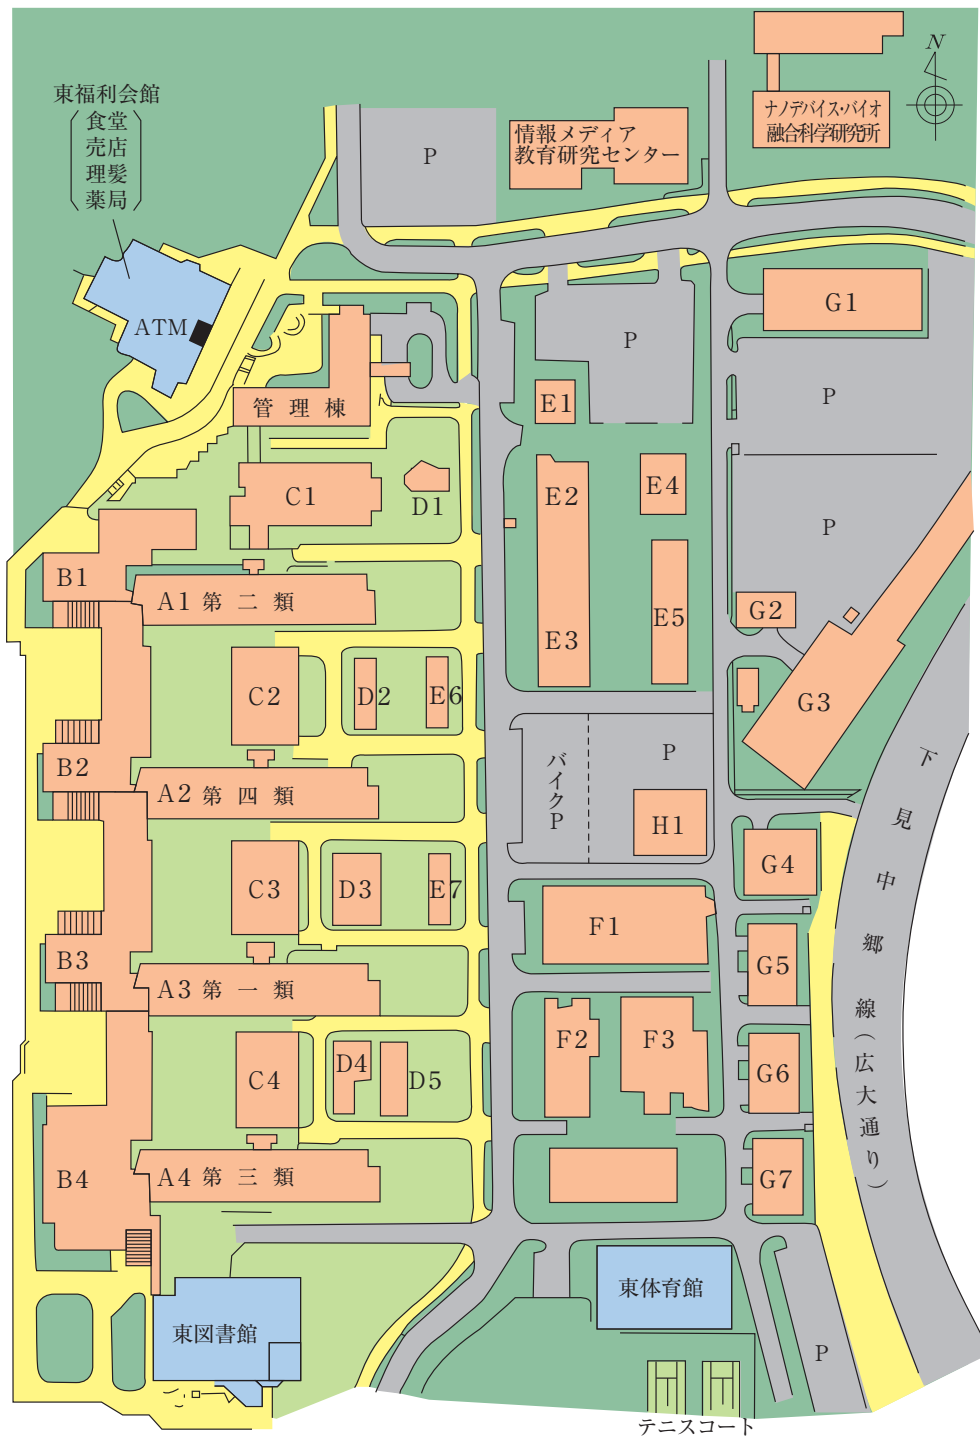 N
ナノデバイス・バイオ
融合科学研究所
東福利会館
食堂
売店
理髪
薬局
情報メディア
教育研究センター
P
ATM
G1
P
管理棟
E1
P
C1
D1
E2
E4
P
B1
A1 第二類
E3
E5
G2
C2
D2
E6
G3
B2
A2 第四類
バイクP
P
H1
下見中郷線(広大通り)
C3
D3
E7
G4
F1
B3
A3 第一類
G5
F2
F3
C4
D4
D5
G6
B4
A4 第三類
G7
東体育館
東図書館
P
テニスコート